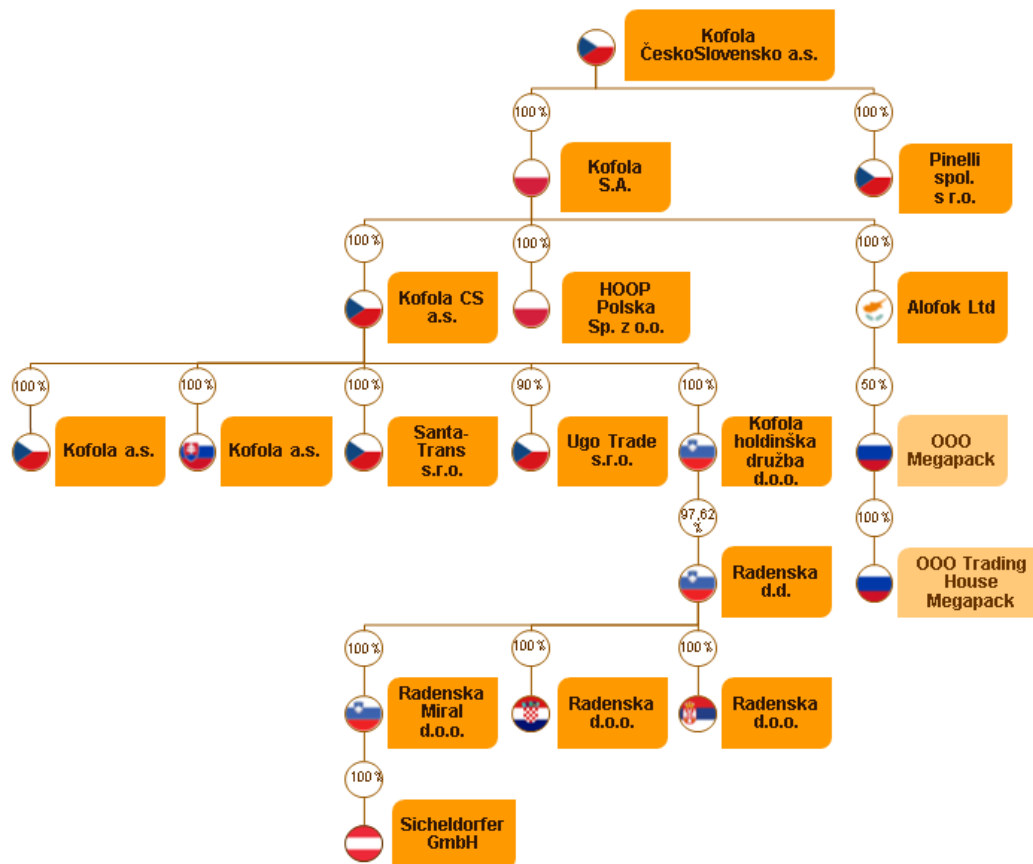 Kofola
ČeskoSlovensko a.s.
100%
100%
Kofola
S.A.
Pinelli
spol.
s r.o.
100%
100%
100%
Kofola CS
a.s.
HOOP
Polska
Sp. z o.o.
Alofok Ltd
100%
100%
100%
90%
100%
50%
Kofola a.s.
Kofola a.s.
Santa-
Trans
s.r.o.
Ugo Trade
s.r.o.
Kofola
holdinška
družba
d.o.o.
OOO
Megapack
97,62
%
100%
Radenska
d.d.
OOO Trading
House
Megapack
100%
100%
100%
Radenska
Miral
d.o.o.
Radenska
d.o.o.
Radenska
d.o.o.
100%
Sicheldorfer
GmbH